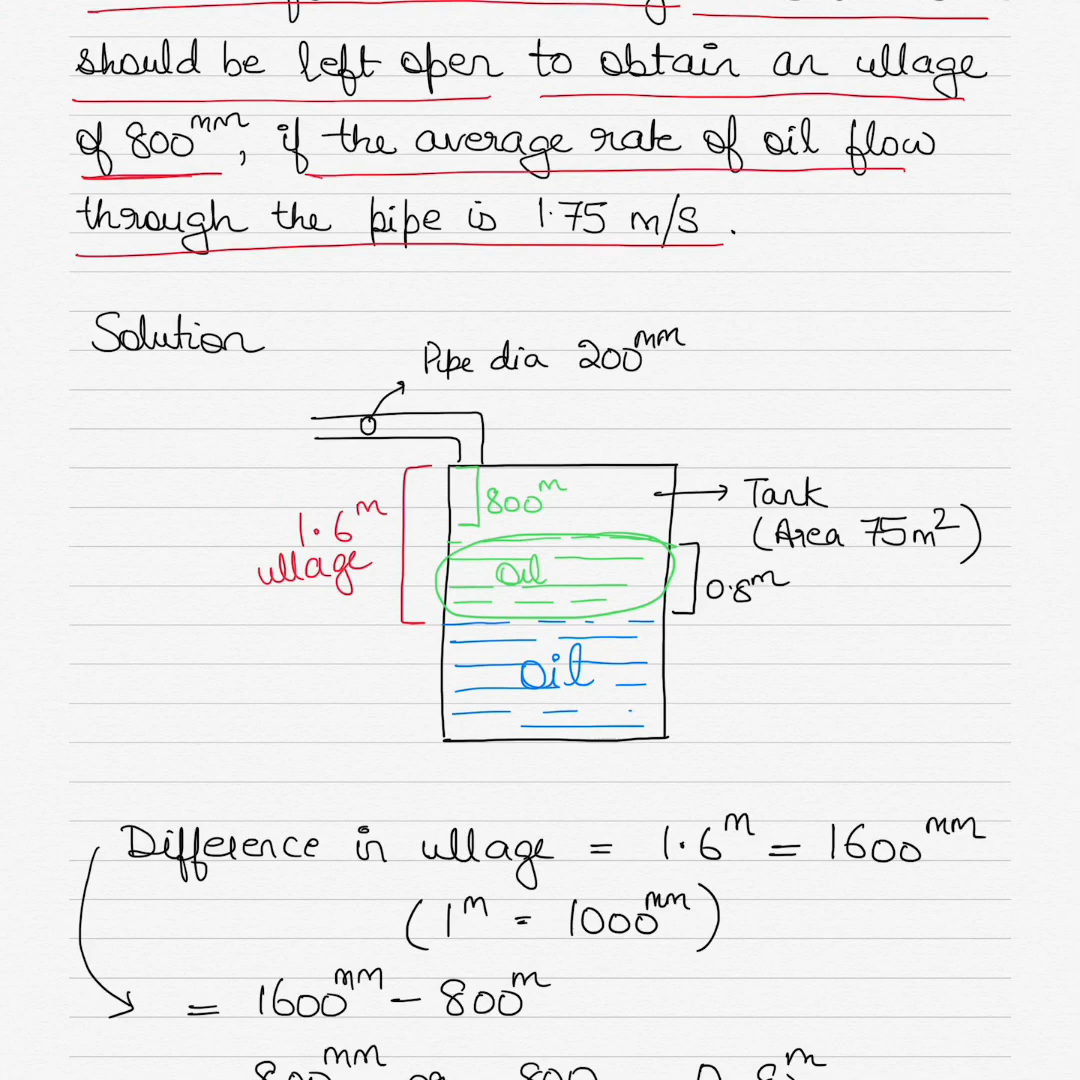 should be left open to obtain an ullage
of 800mm, if the average rate of oil flow
through the pipe is 1.75 m/s.
Solution
Pipe dia 200mm
800m
1.6m
ullage
Tank
(Area 75m²)
oil
0.8m
oil
Difference in ullage = 1.6m = 1600mm
(1m = 1000mm)
= 1600mm - 800m